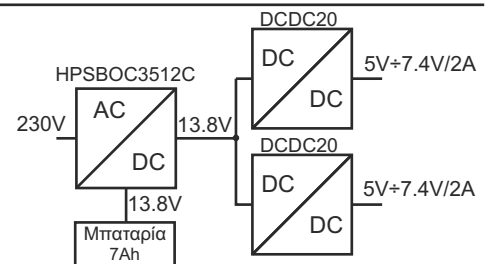 DCDC20
DC
DC
5V÷7.4V/2A
HPSBOC3512C
AC
DC
230V
13.8V
DCDC20
DC
DC
5V÷7.4V/2A
13.8V
Μπαταρία
7Ah